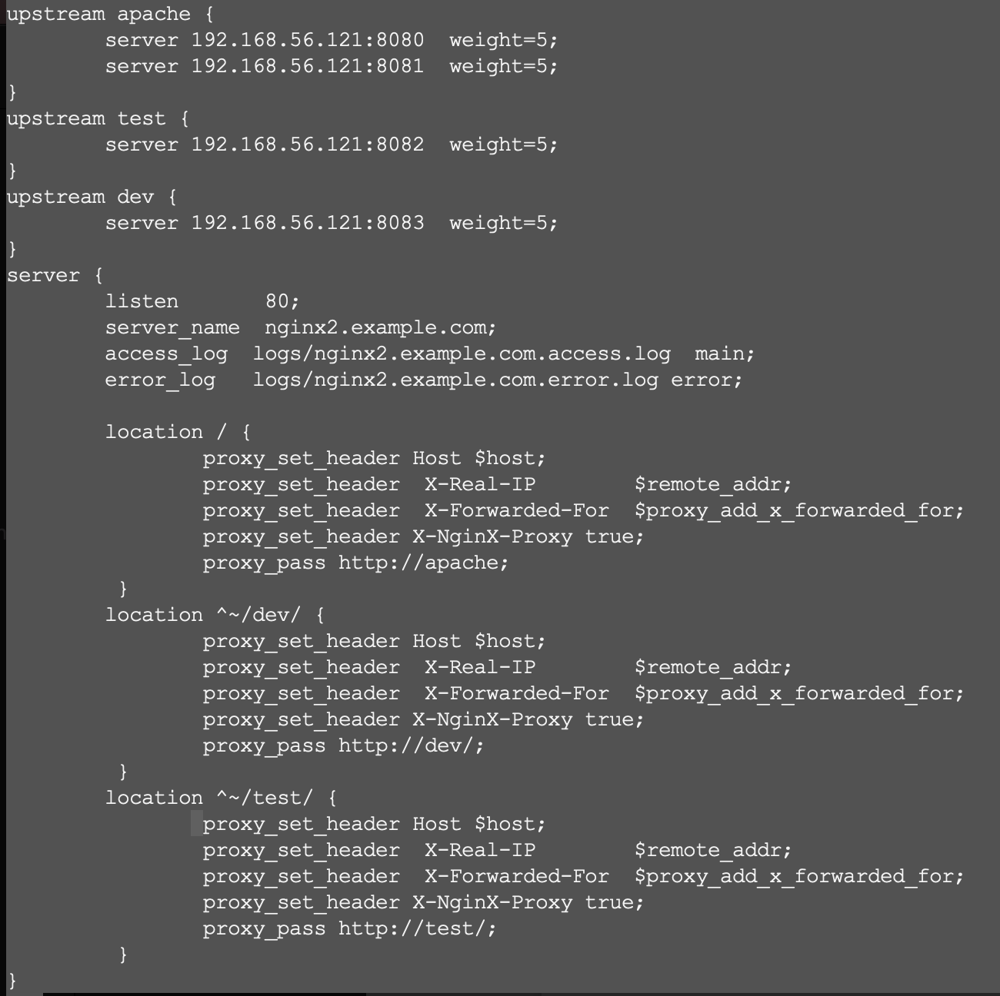 upstream apache {
        server 192.168.56.121:8080  weight=5;
        server 192.168.56.121:8081  weight=5;
}
upstream test {
        server 192.168.56.121:8082  weight=5;
}
upstream dev {
        server 192.168.56.121:8083  weight=5;
}
server {
        listen       80;
        server_name  nginx2.example.com;
        access_log  logs/nginx2.example.com.access.log  main;
        error_log   logs/nginx2.example.com.error.log error;

        location / {
                proxy_set_header Host $host;
                proxy_set_header  X-Real-IP        $remote_addr;
                proxy_set_header  X-Forwarded-For  $proxy_add_x_forwarded_for;
                proxy_set_header X-NginX-Proxy true;
                proxy_pass http://apache;
         }
        location ^~/dev/ {
                proxy_set_header Host $host;
                proxy_set_header  X-Real-IP        $remote_addr;
                proxy_set_header  X-Forwarded-For  $proxy_add_x_forwarded_for;
                proxy_set_header X-NginX-Proxy true;
                proxy_pass http://dev/;
         }
        location ^~/test/ {
                proxy_set_header Host $host;
                proxy_set_header  X-Real-IP        $remote_addr;
                proxy_set_header  X-Forwarded-For  $proxy_add_x_forwarded_for;
                proxy_set_header X-NginX-Proxy true;
                proxy_pass http://test/;
         }
}